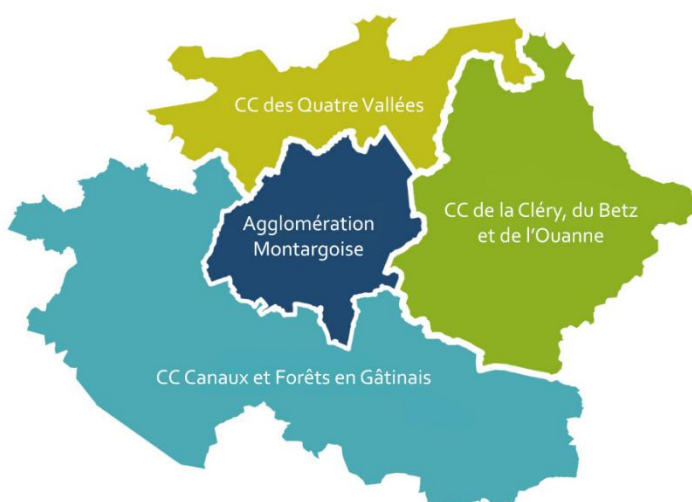 CC des Quatre Vallées
CC de la Cléry, du Betz
et de l'Ouanne
Agglomération
Montargoise
CC Canaux et Forêts en Gâtinais